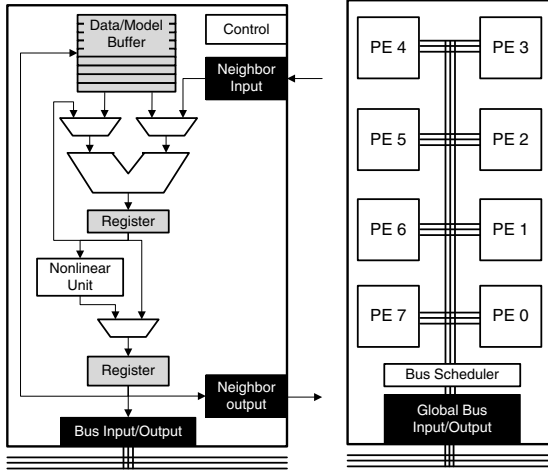 Data/Model
Buffer
Control
Neighbor
Input
Register
Nonlinear
Unit
Register
Neighbor
output
Bus Input/Output
PE 4
PE 3
PE 5
PE 2
PE 6
PE 1
PE 7
PE 0
Bus Scheduler
Global Bus
Input/Output